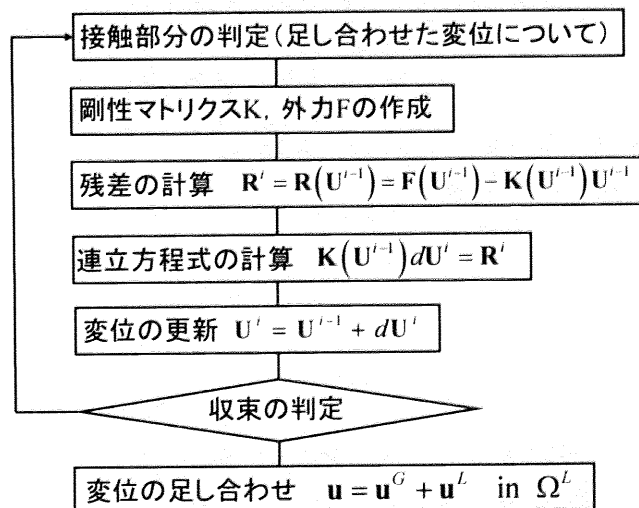 接触部分の判定(足し合わせた変位について)
剛性マトリクスK, 外力Fの作成
残差の計算 R^i = R(U^{i-1}) = F(U^{i-1}) − K(U^{i-1})U^{i-1}
連立方程式の計算 K(U^{i-1})dU^i = R^i
変位の更新 U^i = U^{i-1} + dU^i
収束の判定
変位の足し合わせ u = u^G + u^L in Ω^L